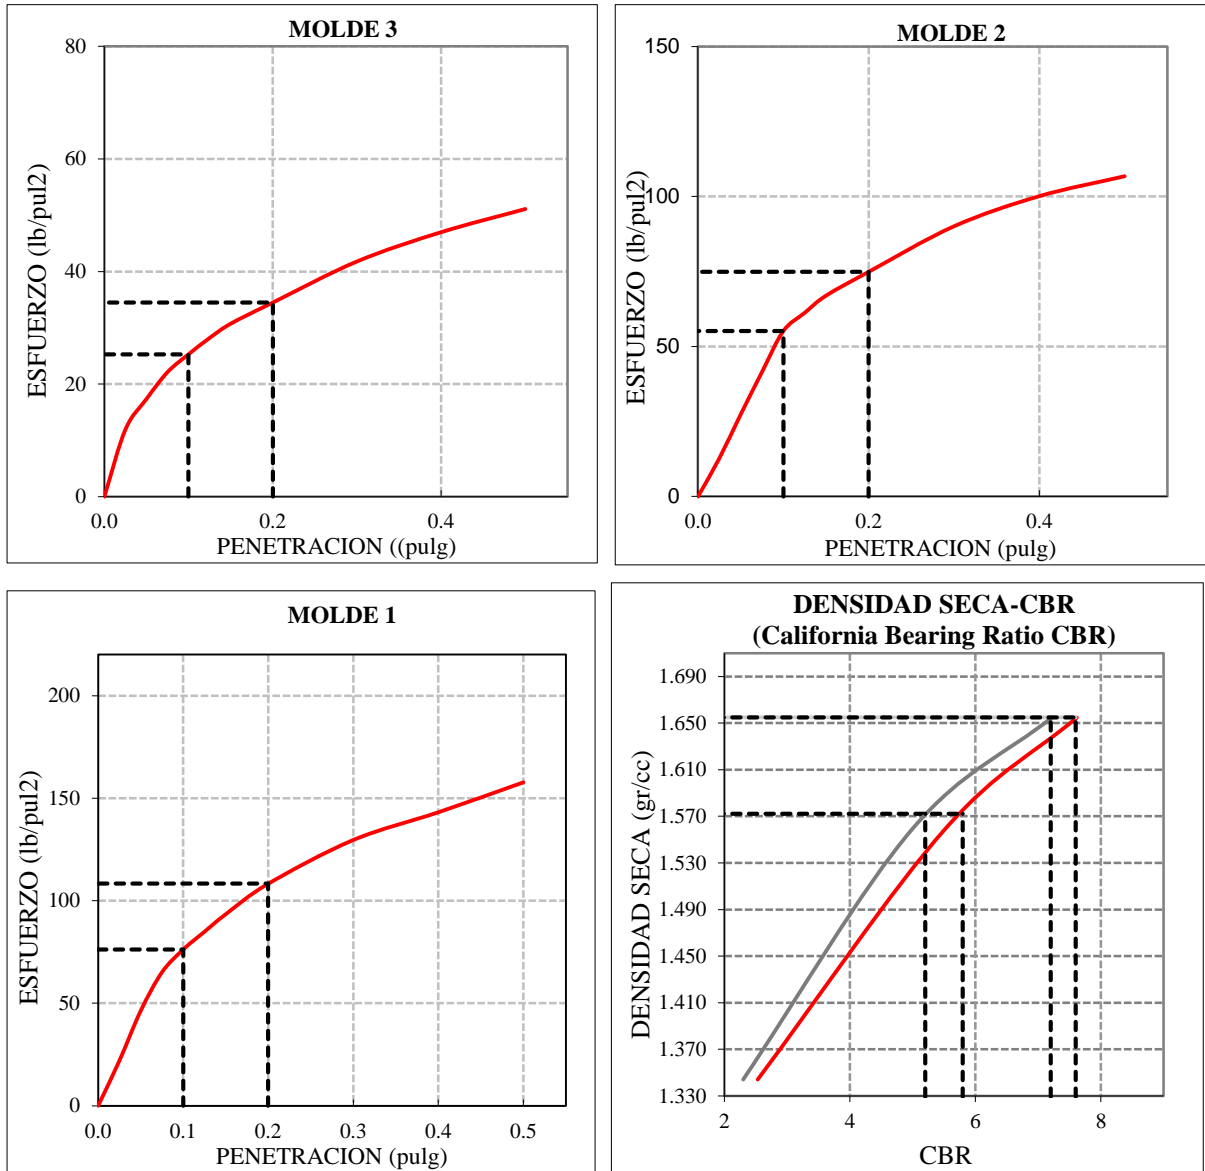 MOLDE 3
80
60
40
20
0
0.0 0.2 0.4
ESFUERZO (lb/pul2)
PENETRACION ((pulg)
MOLDE 2
150
100
50
0
0.0 0.2 0.4
ESFUERZO (lb/pul2)
PENETRACION (pulg)
MOLDE 1
200
150
100
50
0
0.0 0.1 0.2 0.3 0.4 0.5
ESFUERZO (lb/pul2)
PENETRACION (pulg)
DENSIDAD SECA-CBR
(California Bearing Ratio CBR)
1.690
1.650
1.610
1.570
1.530
1.490
1.450
1.410
1.370
1.330
2 4 6 8
DENSIDAD SECA (gr/cc)
CBR